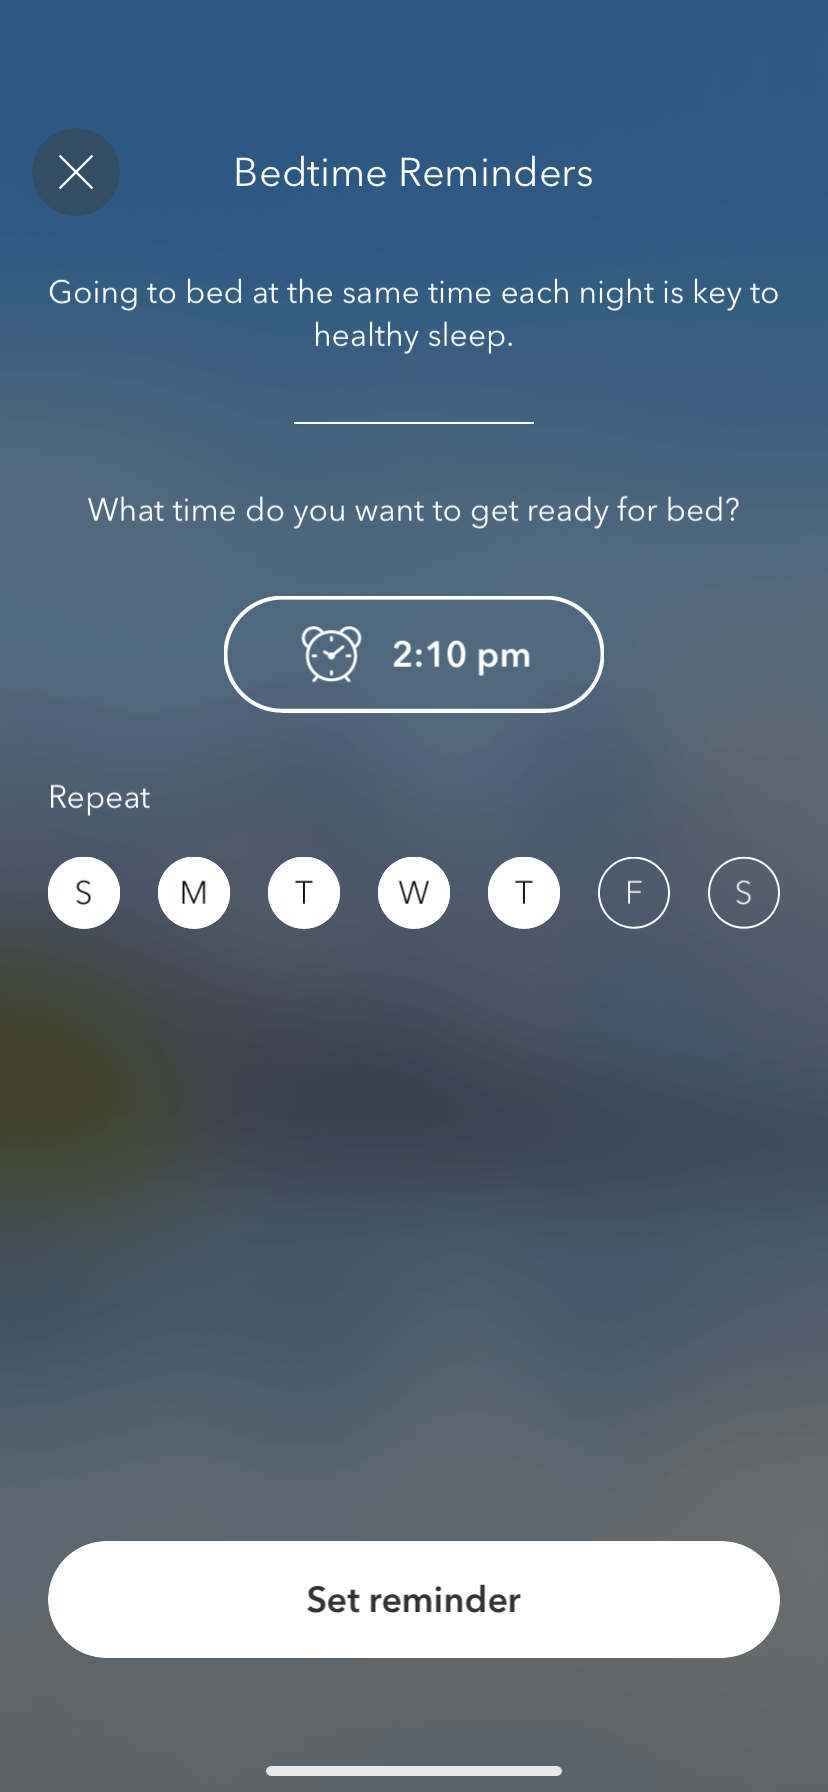 Bedtime Reminders
Going to bed at the same time each night is key to
healthy sleep.
What time do you want to get ready for bed?
2:10 pm
Repeat
S M T W T F S
Set reminder